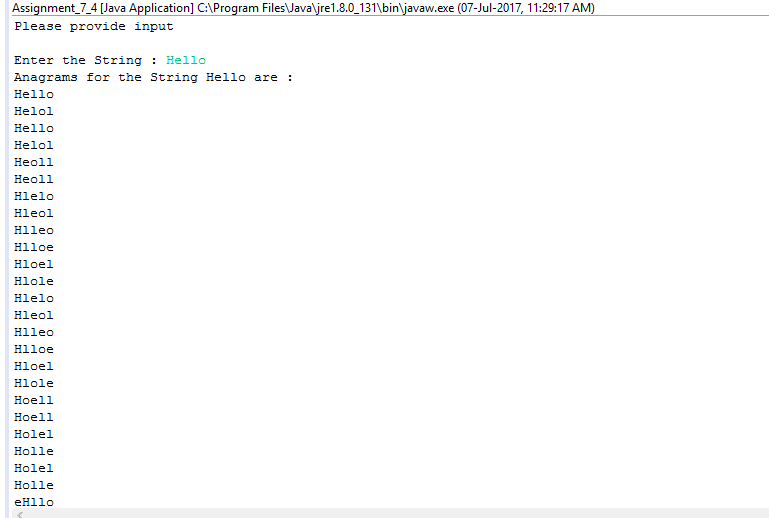 Assignment_7_4 [Java Application] C:\Program Files\Java\jre1.8.0_131\bin\javaw.exe (07-Jul-2017, 11:29:17 AM)
Please provide input
Enter the String : Hello
Anagrams for the String Hello are :
Hello
Helol
Hello
Helol
Heoll
Heoll
Hlelo
Hleol
Hlleo
Hlloe
Hloel
Hlole
Hlelo
Hleol
Hlleo
Hlloe
Hloel
Hlole
Hoell
Hoell
Holel
Holle
Holel
Holle
eHllo